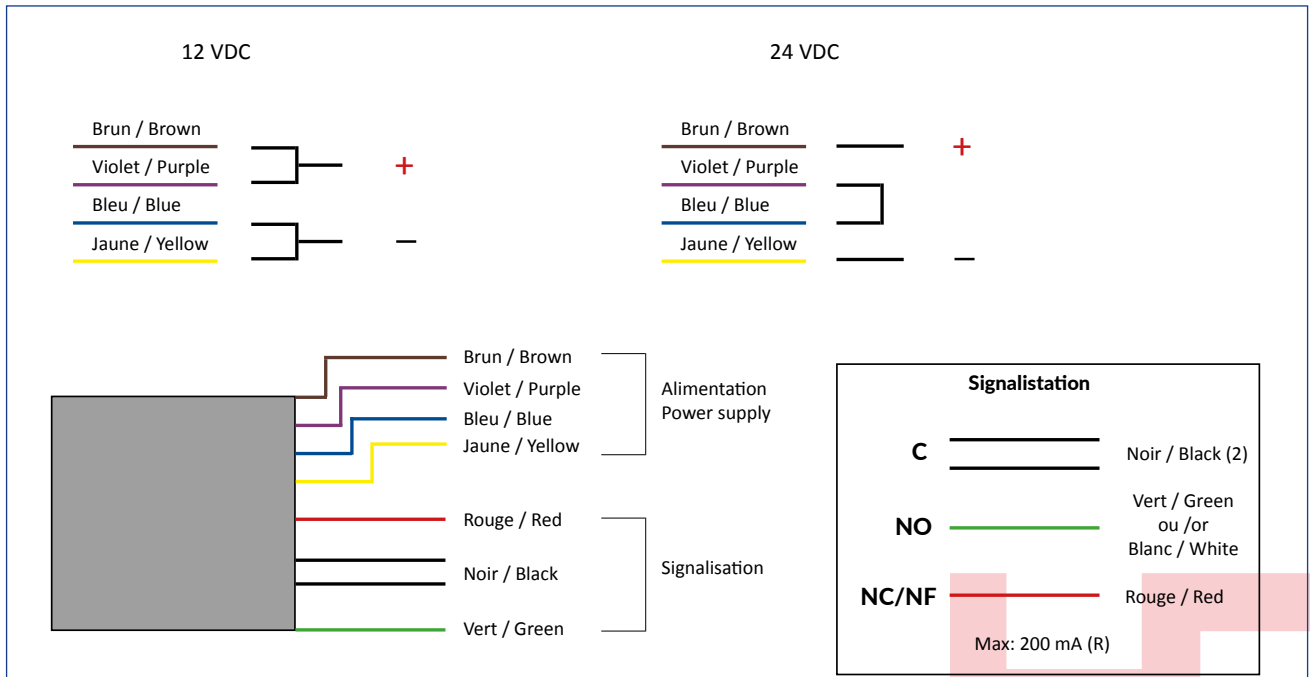 12 VDC
Brun / Brown
Violet / Purple
Bleu / Blue
Jaune / Yellow
+
–
24 VDC
Brun / Brown
Violet / Purple
Bleu / Blue
Jaune / Yellow
+
–
Brun / Brown
Violet / Purple
Bleu / Blue
Jaune / Yellow
Alimentation
Power supply
Rouge / Red
Noir / Black
Vert / Green
Signalisation
Signalistation
C
Noir / Black (2)
NO
Vert / Green
ou /or
Blanc / White
NC/NF
Rouge / Red
Max: 200 mA (R)